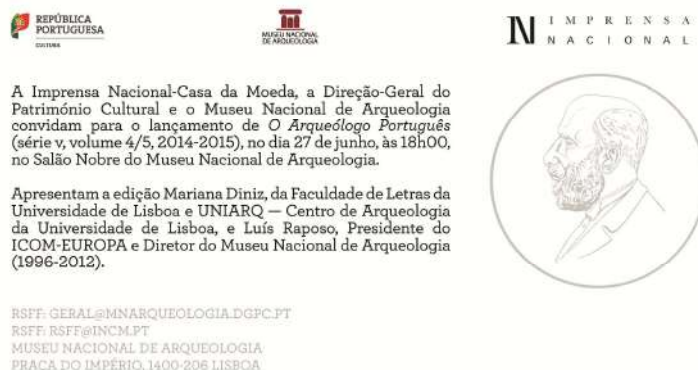 REPÚBLICA
PORTUGUESA
CULTURA
MUSEU NACIONAL
DE ARQUEOLOGIA
IMPRENSA
NACIONAL
A Imprensa Nacional-Casa da Moeda, a Direção-Geral do
Património Cultural e o Museu Nacional de Arqueologia
convidam para o lançamento de O Arqueólogo Português
(série v, volume 4/5, 2014-2015), no dia 27 de junho, às 18h00,
no Salão Nobre do Museu Nacional de Arqueologia.
Apresentam a edição Mariana Diniz, da Faculdade de Letras da
Universidade de Lisboa e UNIARQ — Centro de Arqueologia
da Universidade de Lisboa, e Luís Raposo, Presidente do
ICOM-EUROPA e Diretor do Museu Nacional de Arqueologia
(1996-2012).
RSFF: GERAL@MNARQUEOLOGIA.DGPC.PT
RSFF: RSFF@INCM.PT
MUSEU NACIONAL DE ARQUEOLOGIA
PRAÇA DO IMPÉRIO, 1400-206 LISBOA